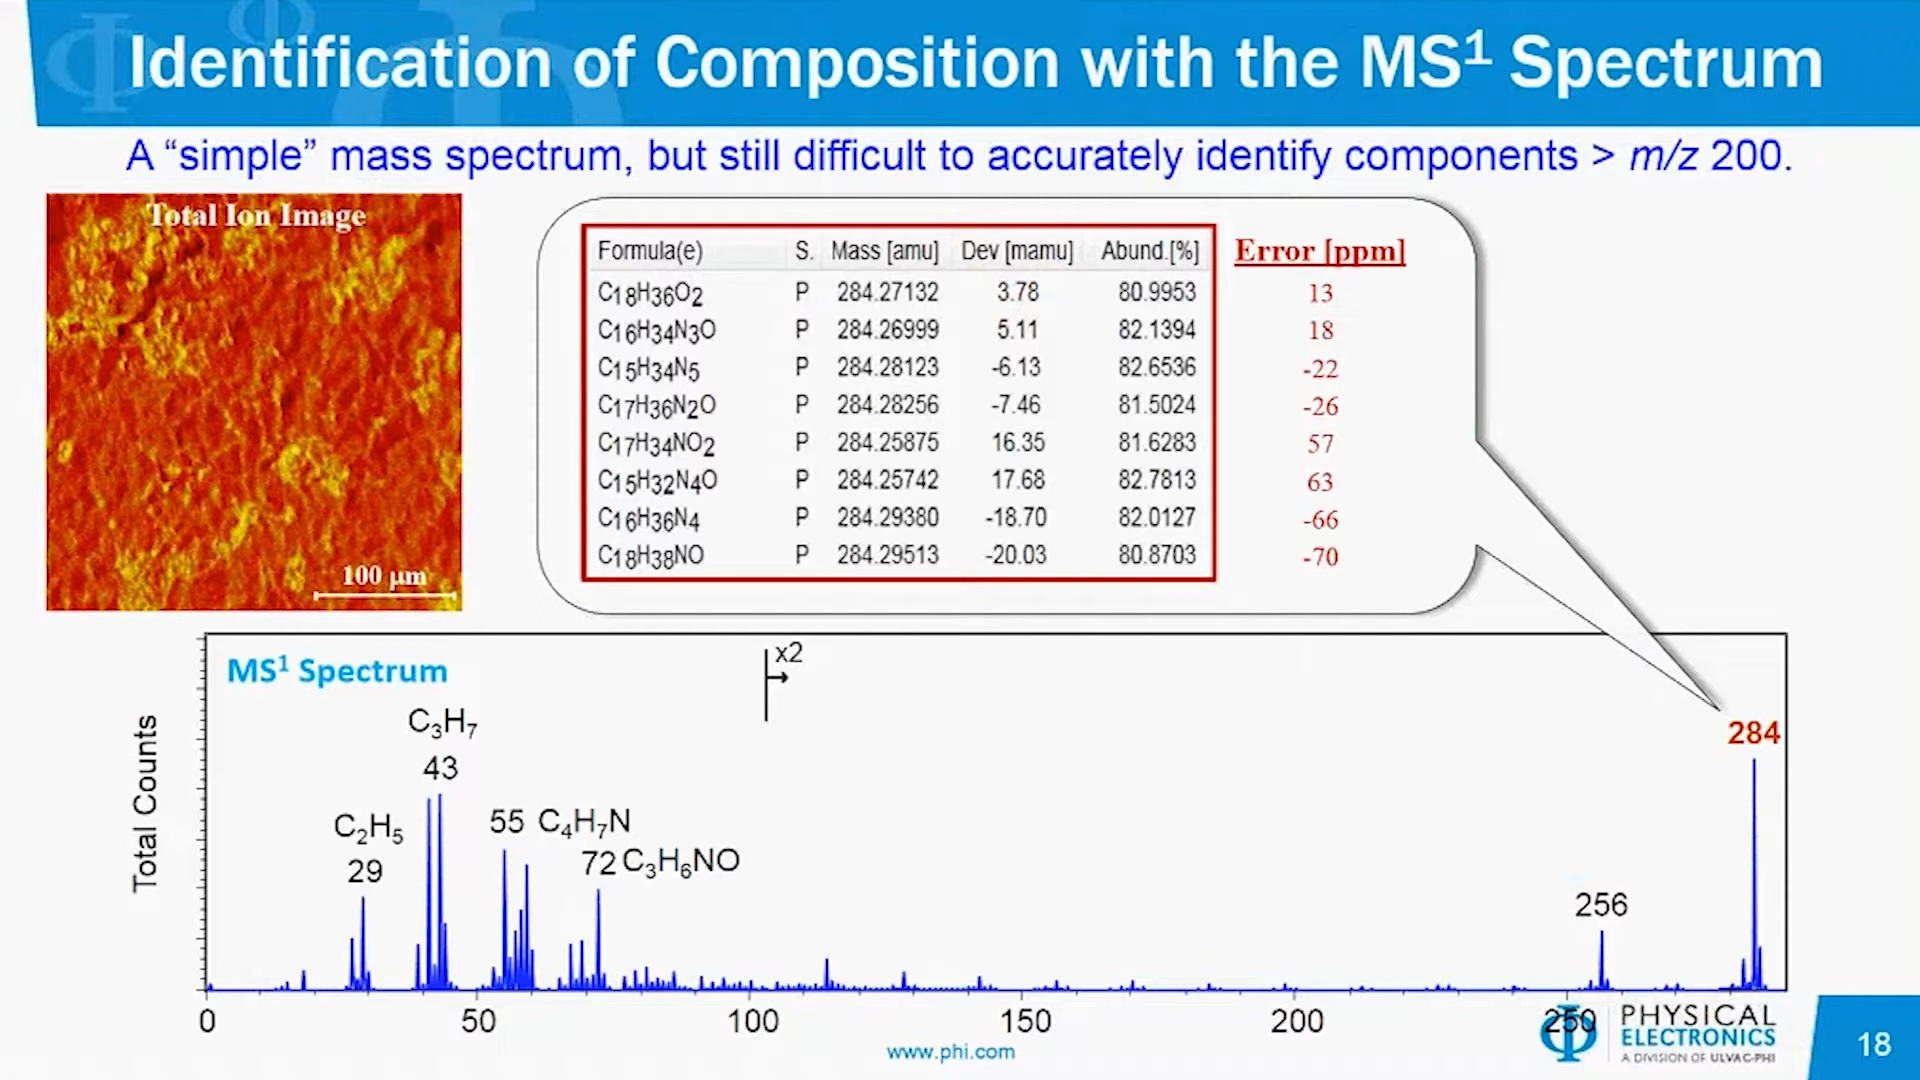 Identification of Composition with the MS¹ Spectrum
A “simple” mass spectrum, but still difficult to accurately identify components > m/z 200.
Total Ion Image
100 μm
Formula(e) S. Mass [amu] Dev [mamu] Abund.[%] Error [ppm]
C₁₈H₃₆O₂ P 284.27132 3.78 80.9953 13
C₁₆H₃₄N₃O P 284.26999 5.11 82.1394 18
C₁₅H₃₄N₅ P 284.28123 -6.13 82.6536 -22
C₁₇H₃₆N₂O P 284.28256 -7.46 81.5024 -26
C₁₇H₃₄NO₂ P 284.25875 16.35 81.6283 57
C₁₅H₃₂N₄O P 284.25742 17.68 82.7813 63
C₁₆H₃₆N₄ P 284.29380 -18.70 82.0127 -66
C₁₈H₃₈NO P 284.29513 -20.03 80.8703 -70
MS¹ Spectrum
x2
Total Counts
C₂H₅
29
C₃H₇
43
55 C₄H₇N
72 C₃H₆NO
256
284
0 50 100 150 200 250
www.phi.com
PHYSICAL
ELECTRONICS
A DIVISION OF ULVAC-PHI
18